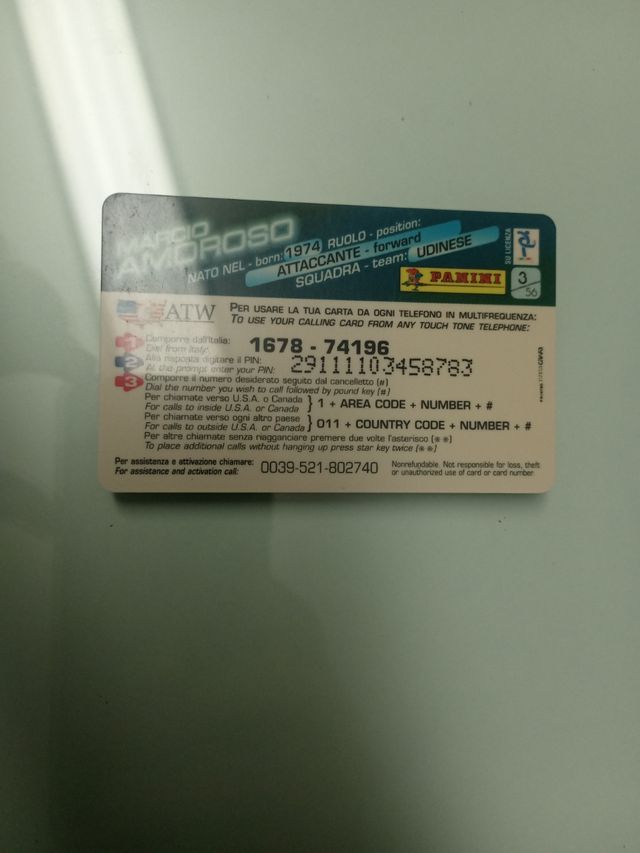 AMOROSO
NATO NEL - born: 1974 RUOLO - position:
ATTACCANTE - forward
SQUADRA - team: UDINESE
PANINI
SU LICENZA
3
56
ATW
PER USARE LA TUA CARTA DA OGNI TELEFONO IN MULTIFREQUENZA:
TO USE YOUR CALLING CARD FROM ANY TOUCH TONE TELEPHONE:
1 Comporre dall'Italia:
Dial from Italy:
1678 - 74196
2 Alla risposta digitare il PIN:
At the prompt enter your PIN:
29111103458783
3 Comporre il numero desiderato seguito dal cancelletto (#)
Dial the number you wish to call followed by pound key (#)
Per chiamate verso U.S.A. o Canada
For calls to inside U.S.A. or Canada
} 1 + AREA CODE + NUMBER + #
Per chiamate verso ogni altro paese
For calls to outside U.S.A. or Canada
} 011 + COUNTRY CODE + NUMBER + #
Per altre chiamate senza riagganciare premere due volte l'asterisco (**)
To place additional calls without hanging up press star key twice (**)
Per assistenza e attivazione chiamare:
For assistance and activation call:
0039-521-802740
Nonrefundable. Not responsible for loss, theft
or unauthorized use of card or card number